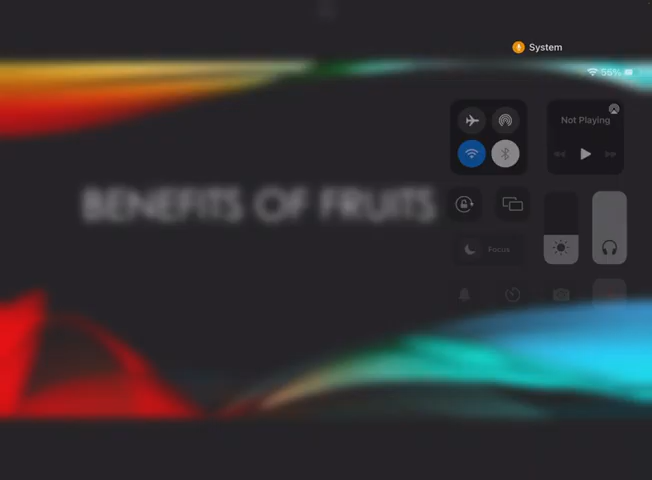 System
56%
Not Playing
BENEFITS OF FRUITS
Focus